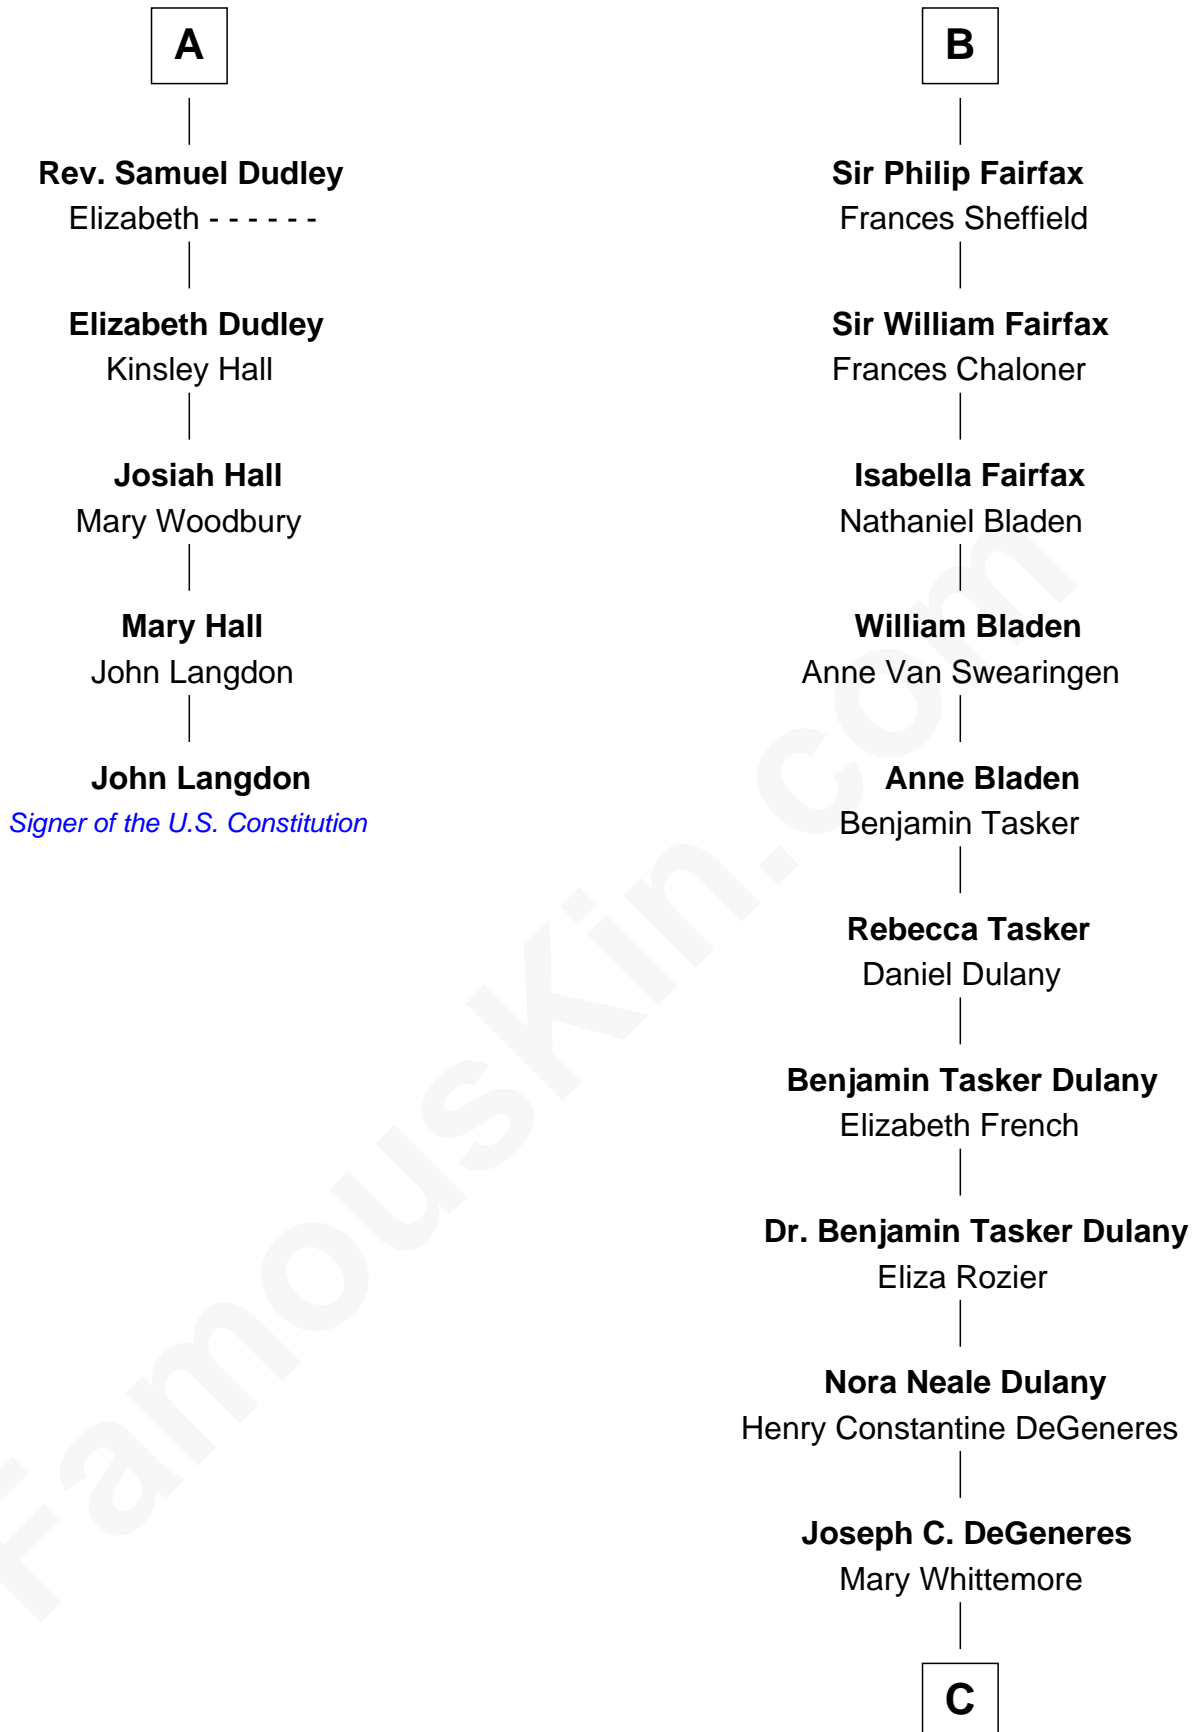 A
Rev. Samuel Dudley
Elizabeth - - - - - -
Elizabeth Dudley
Kinsley Hall
Josiah Hall
Mary Woodbury
Mary Hall
John Langdon
John Langdon
Signer of the U.S. Constitution
B
Sir Philip Fairfax
Frances Sheffield
Sir William Fairfax
Frances Chaloner
Isabella Fairfax
Nathaniel Bladen
William Bladen
Anne Van Swearingen
Anne Bladen
Benjamin Tasker
Rebecca Tasker
Daniel Dulany
Benjamin Tasker Dulany
Elizabeth French
Dr. Benjamin Tasker Dulany
Eliza Rozier
Nora Neale Dulany
Henry Constantine DeGeneres
Joseph C. DeGeneres
Mary Whittemore
C
FamousKin.com